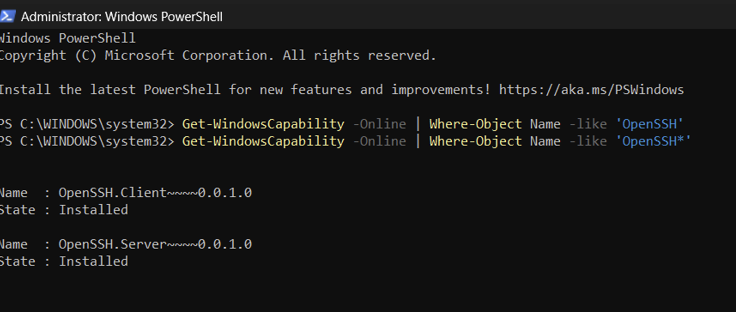 Administrator: Windows PowerShell
Windows PowerShell
Copyright (C) Microsoft Corporation. All rights reserved.
Install the latest PowerShell for new features and improvements! https://aka.ms/PSWindows
PS C:\WINDOWS\system32> Get-WindowsCapability -Online | Where-Object Name -like 'OpenSSH'
PS C:\WINDOWS\system32> Get-WindowsCapability -Online | Where-Object Name -like 'OpenSSH*'
Name  : OpenSSH.Client~~~~0.0.1.0
State : Installed
Name  : OpenSSH.Server~~~~0.0.1.0
State : Installed